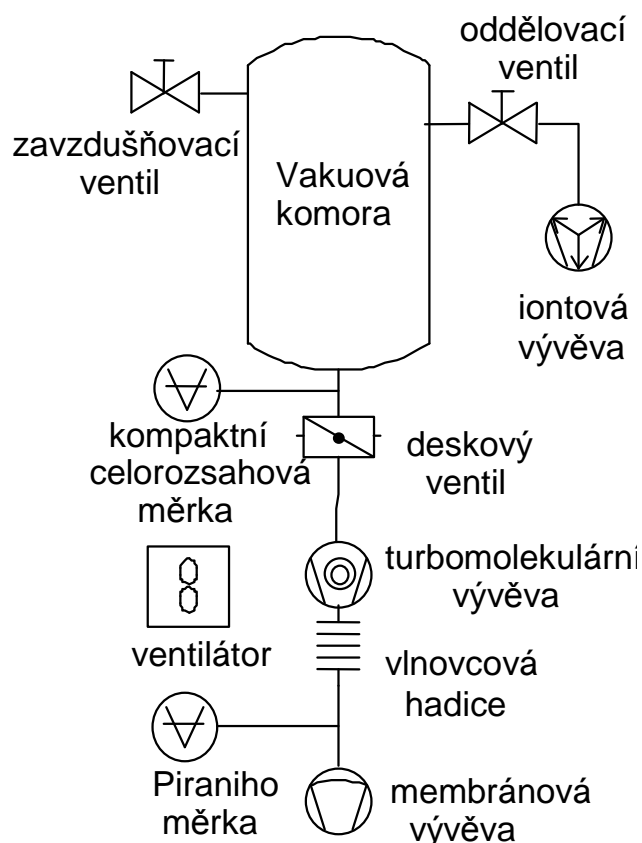 oddělovací
ventil
zavzdušňovací
ventil
Vakuová
komora
iontová
vývěva
kompaktní
celorozsahová
měrka
deskový
ventil
turbomolekulární
vývěva
ventilátor
vlnovcová
hadice
Piraniho
měrka
membránová
vývěva